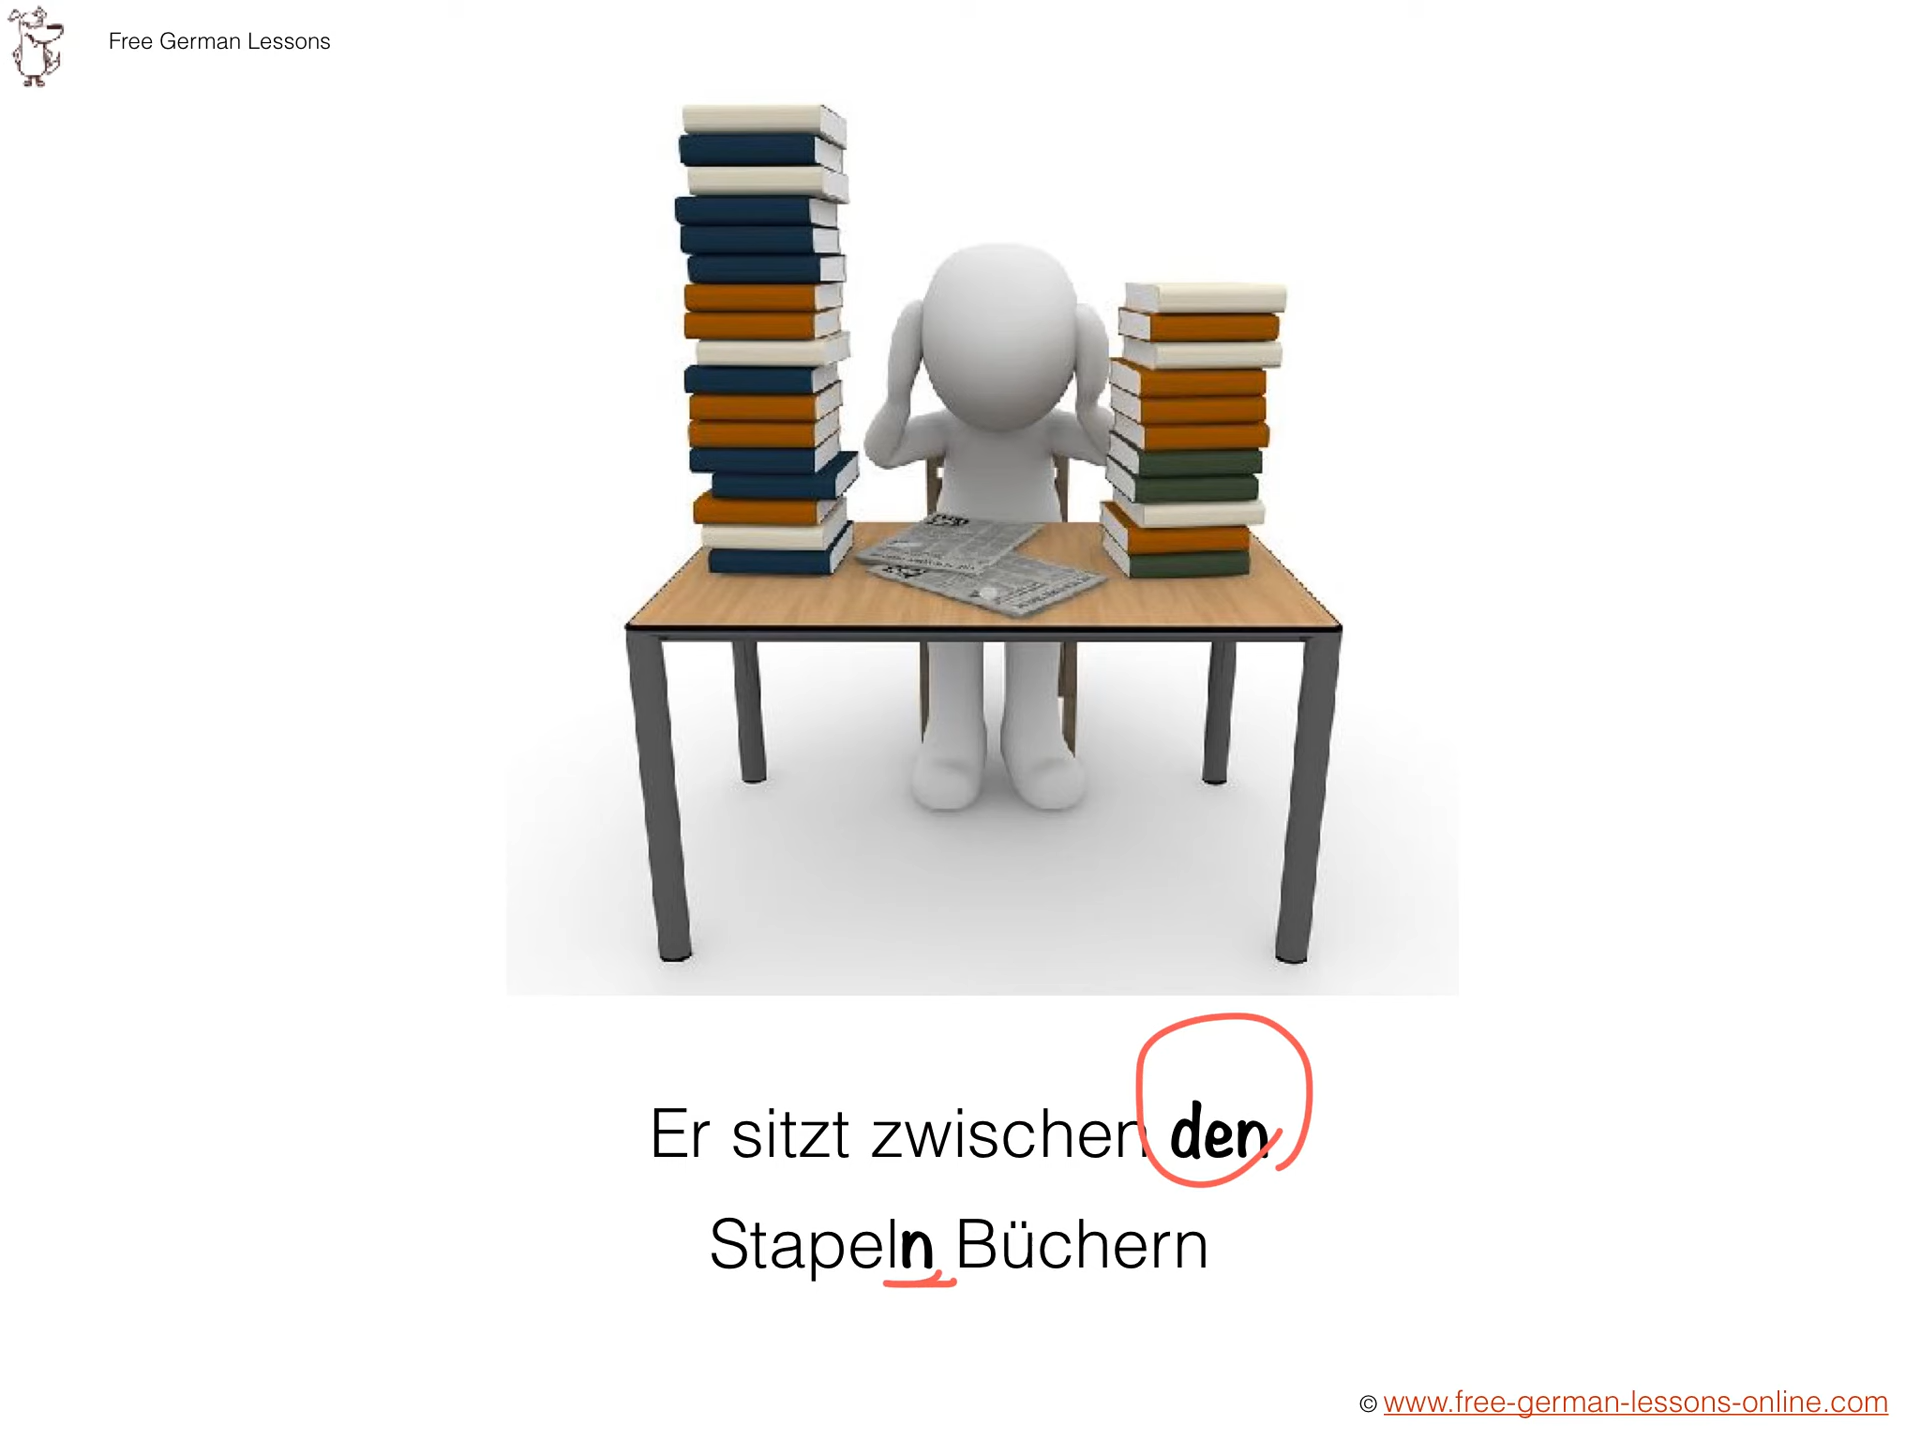 Free German Lessons
Er sitzt zwischen den
Stapeln Büchern
© www.free-german-lessons-online.com